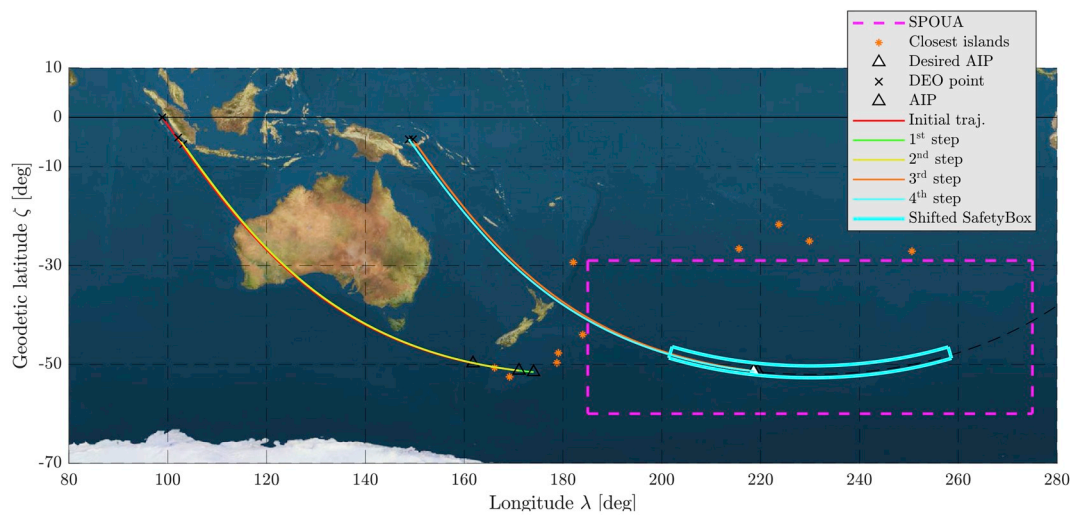 SPOUA
Closest islands
Desired AIP
DEO point
AIP
Initial traj.
1st step
2nd step
3rd step
4th step
Shifted SafetyBox
10
0
-10
-30
-50
-70
Geodetic latitude ζ [deg]
80 100 120 140 160 180 200 220 240 260 280
Longitude λ [deg]